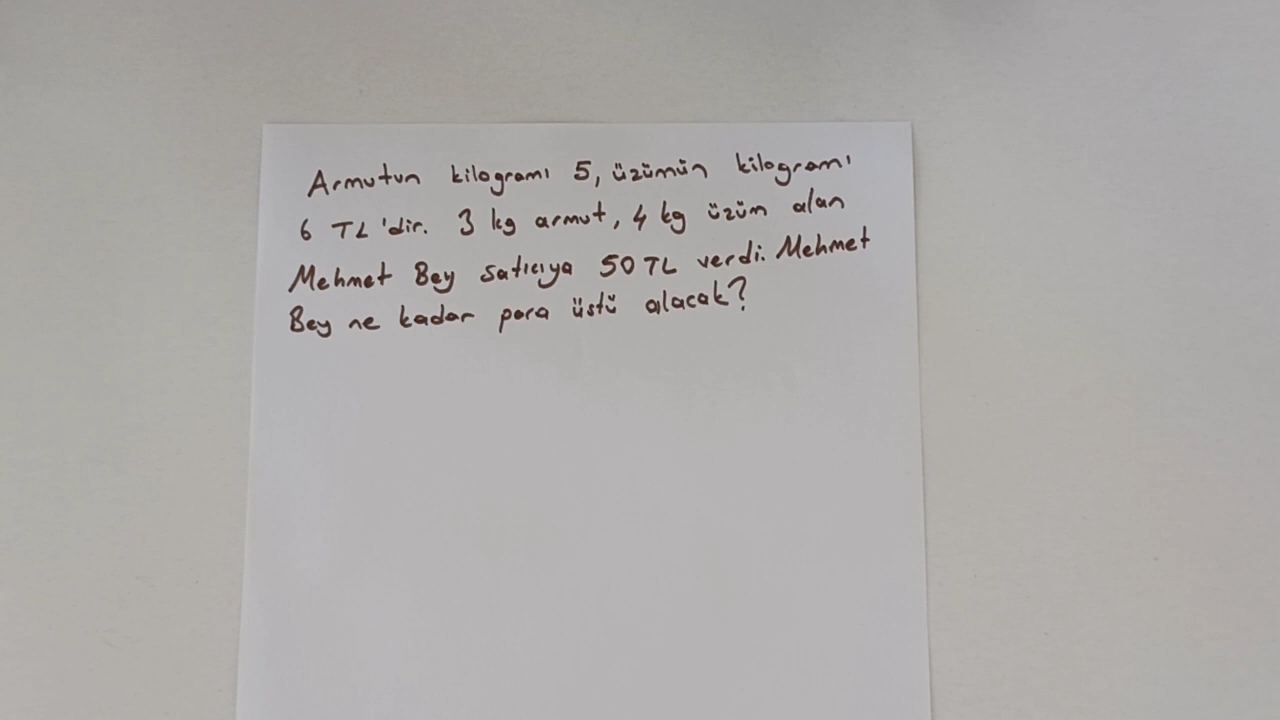 Armutun kilogramı 5, üzümün kilogramı
6 TL'dir. 3 kg armut, 4 kg üzüm alan
Mehmet Bey satıcıya 50 TL verdi. Mehmet
Bey ne kadar para üstü alacak?